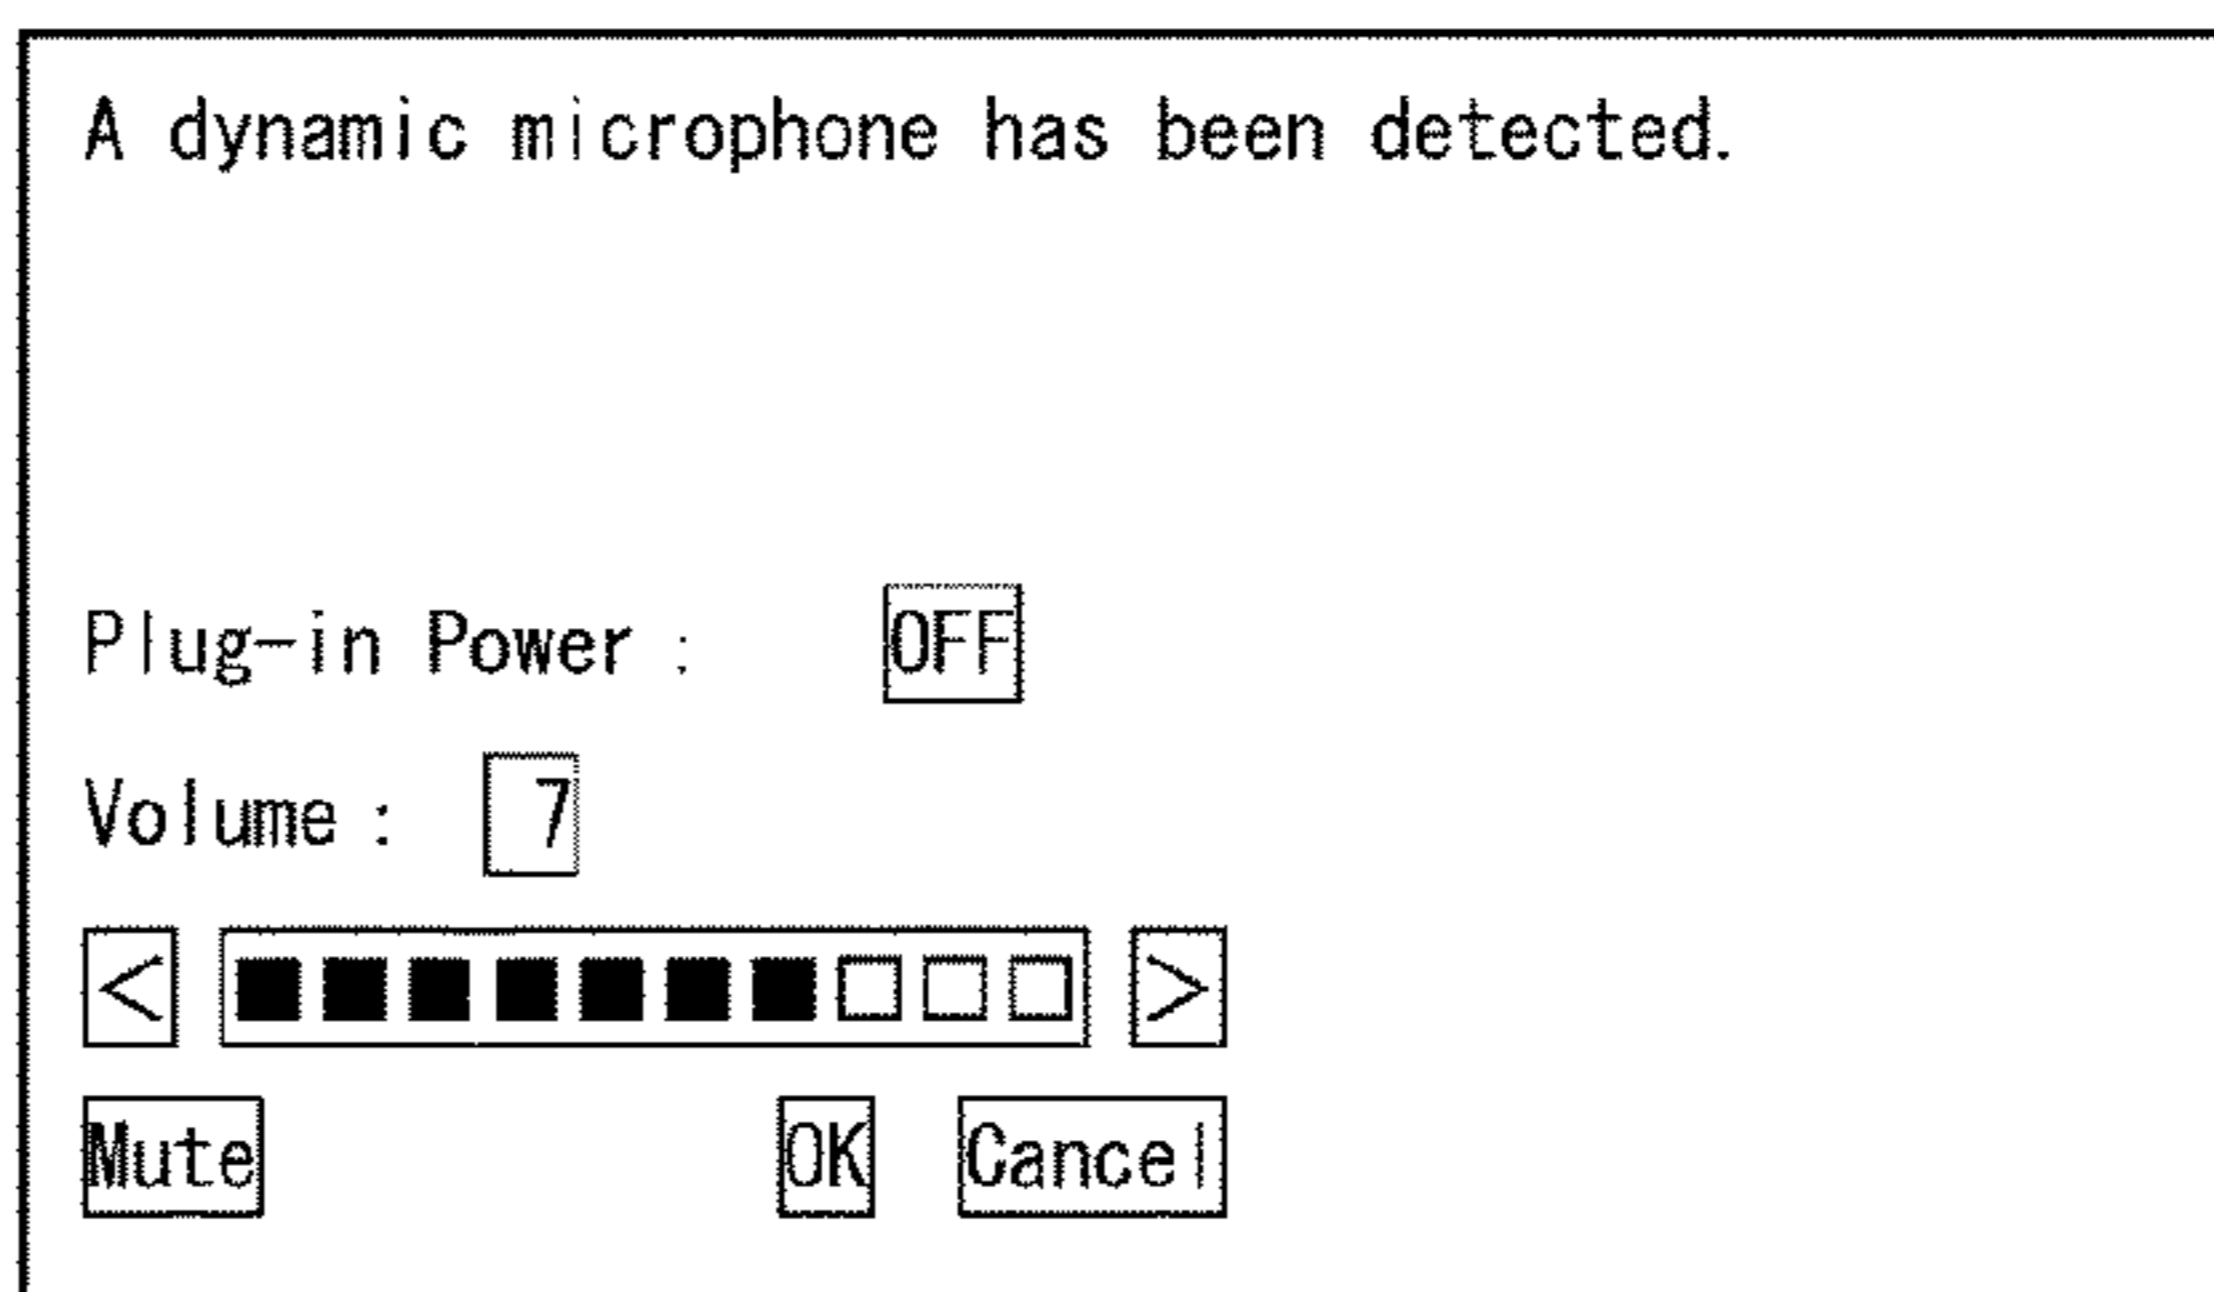 A dynamic microphone has been detected.
Plug-in Power : OFF
Volume : 7
< ■■■■■■■□□□ >
Mute OK Cancel